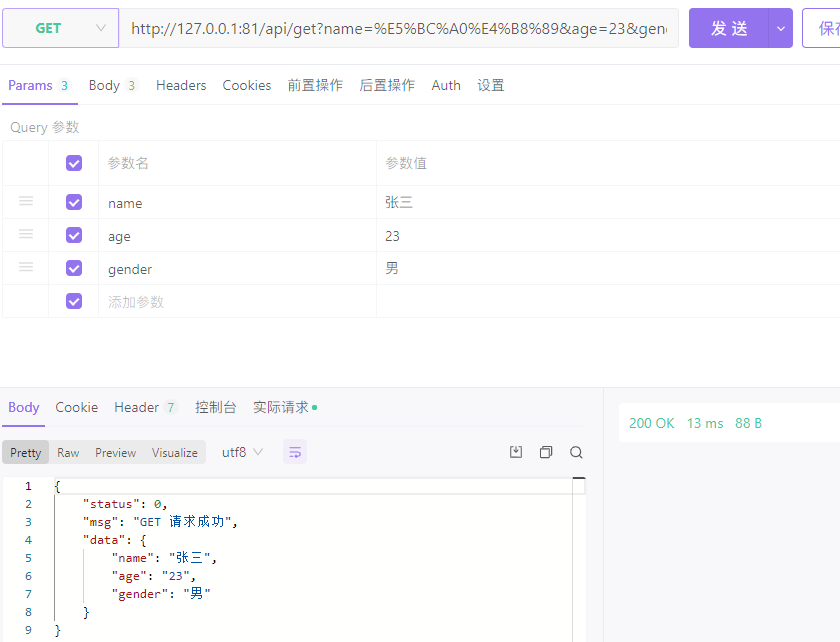 GET http://127.0.0.1:81/api/get?name=%E5%BC%A0%E4%B8%89&age=23&gen 发 送 保存
Params 3 Body 3 Headers Cookies 前置操作 后置操作 Auth 设置
Query 参数
参数名 参数值
name 张三
age 23
gender 男
添加参数
Body Cookie Header 7 控制台 实际请求
200 OK 13 ms 88 B
Pretty Raw Preview Visualize utf8
1 {
2 "status": 0,
3 "msg": "GET 请求成功",
4 "data": {
5 "name": "张三",
6 "age": "23",
7 "gender": "男"
8 }
9 }